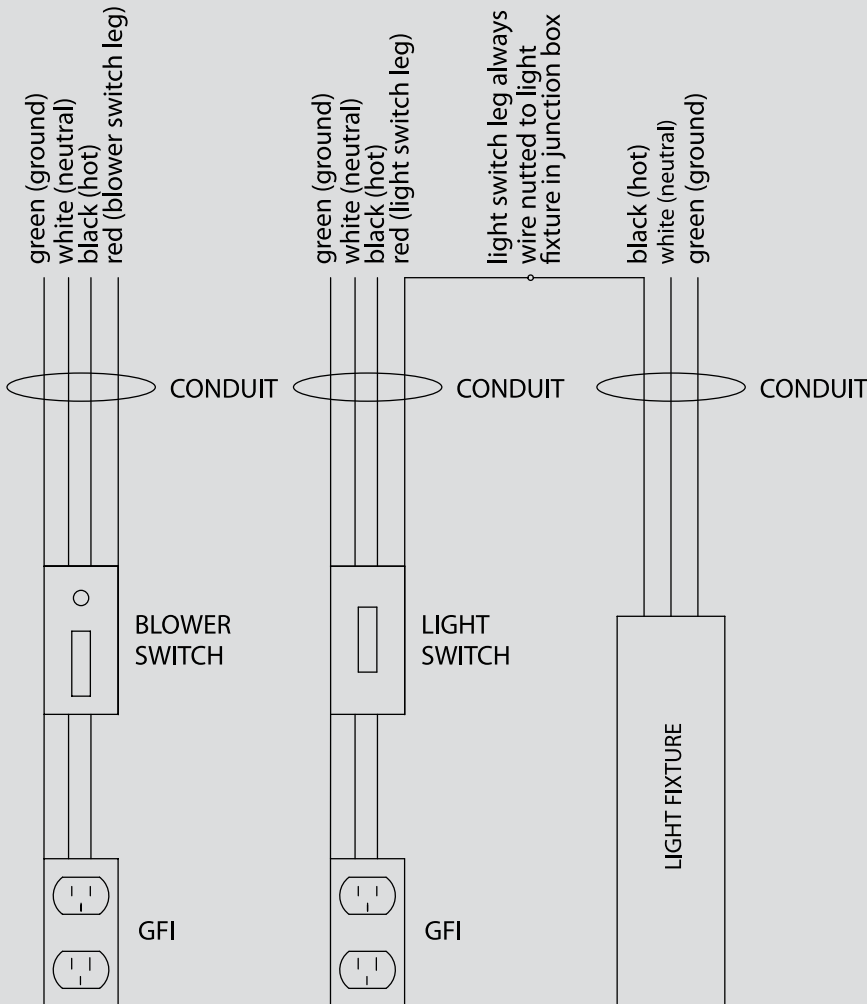 green (ground)
white (neutral)
black (hot)
red (blower switch leg)
green (ground)
white (neutral)
black (hot)
red (light switch leg)
light switch leg always
wire nutted to light
fixture in junction box
black (hot)
white (neutral)
green (ground)
CONDUIT
CONDUIT
CONDUIT
BLOWER
SWITCH
LIGHT
SWITCH
LIGHT FIXTURE
GFI
GFI